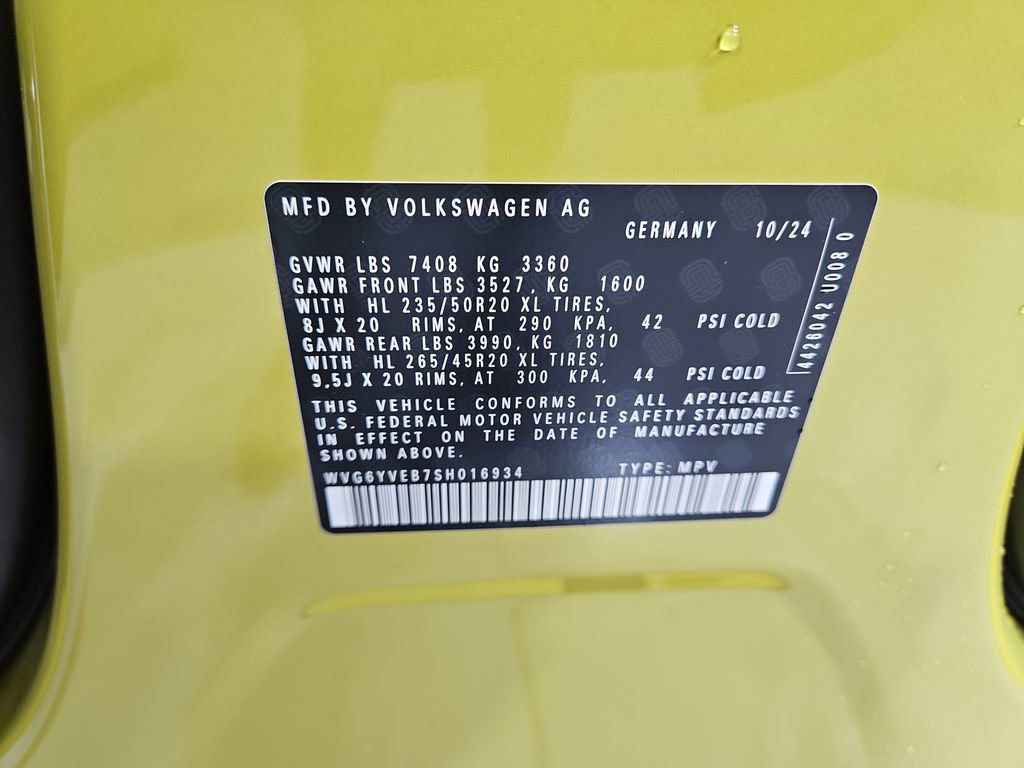 MFD BY VOLKSWAGEN AG
GERMANY 10/24
GVWR LBS 7408 KG 3360
GAWR FRONT LBS 3527, KG 1600
WITH HL 235/50R20 XL TIRES,
8J X 20 RIMS, AT 290 KPA, 42 PSI COLD
GAWR REAR LBS 3990, KG 1810
WITH HL 265/45R20 XL TIRES,
9,5J X 20 RIMS, AT 300 KPA, 44 PSI COLD
THIS VEHICLE CONFORMS TO ALL APPLICABLE
U.S. FEDERAL MOTOR VEHICLE SAFETY STANDARDS
IN EFFECT ON THE DATE OF MANUFACTURE
SHOWN ABOVE.
WVG6YVEB7SH016934 TYPE: MPV
4426042 U008 0